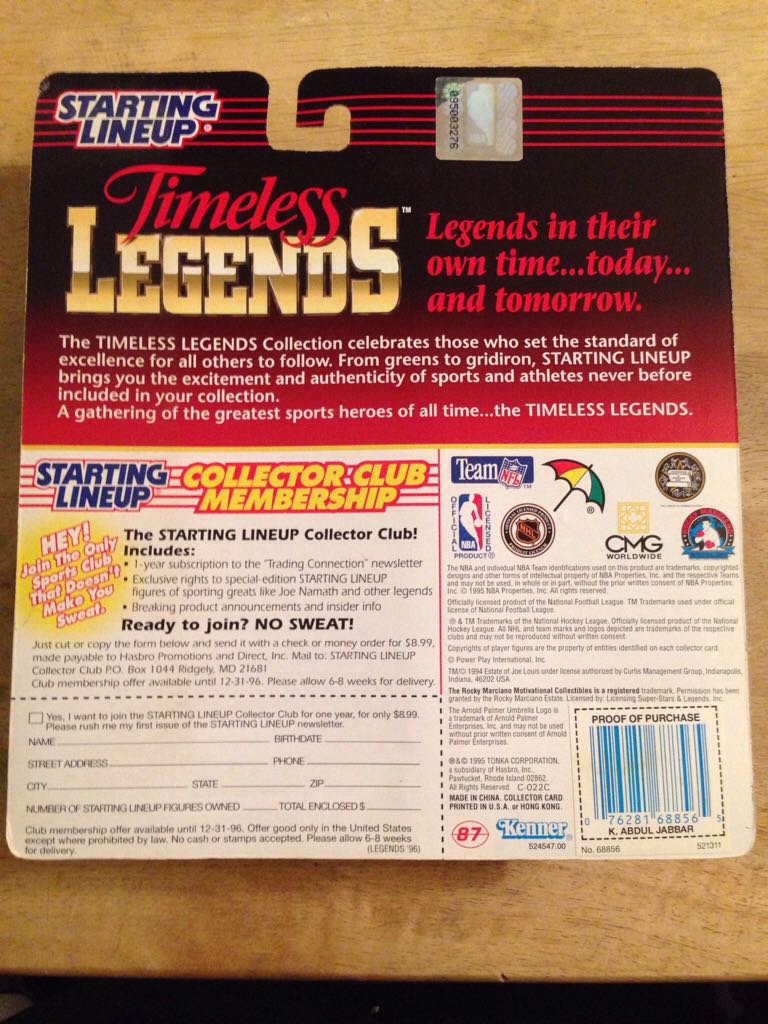 STARTING
LINEUP®
095003276
Timeless
LEGENDS™
Legends in their
own time...today...
and tomorrow.
The TIMELESS LEGENDS Collection celebrates those who set the standard of
excellence for all others to follow. From greens to gridiron, STARTING LINEUP
brings you the excitement and authenticity of sports and athletes never before
included in your collection.
A gathering of the greatest sports heroes of all time...the TIMELESS LEGENDS.
STARTING
LINEUP
COLLECTOR CLUB
MEMBERSHIP
HEY!
Join The Only
Sports Club
That Doesn't
Make You
Sweat.
The STARTING LINEUP Collector Club!
Includes:
• 1-year subscription to the "Trading Connection" newsletter
• Exclusive rights to special-edition STARTING LINEUP
figures of sporting greats like Joe Namath and other legends
• Breaking product announcements and insider info
Ready to join? NO SWEAT!
Just cut or copy the form below and send it with a check or money order for $8.99,
made payable to Hasbro Promotions and Direct, Inc. Mail to: STARTING LINEUP
Collector Club P.O. Box 1044 Ridgely, MD 21681
Club membership offer available until 12-31-96. Please allow 6-8 weeks for delivery.
Yes, I want to join the STARTING LINEUP Collector Club for one year, for only $8.99.
Please rush me my first issue of the STARTING LINEUP newsletter.
NAME BIRTHDATE
STREET ADDRESS PHONE
CITY STATE ZIP
NUMBER OF STARTING LINEUP FIGURES OWNED TOTAL ENCLOSED $
Club membership offer available until 12-31-96. Offer good only in the United States
except where prohibited by law. No cash or stamps accepted. Please allow 6-8 weeks
for delivery. (LEGENDS '96)
Team NFL™
®
OFFICIAL
LICENSED
NBA
PRODUCT®
NHL
CMG
WORLDWIDE
The NBA and individual NBA Team identifications used on this product are trademarks, copyrighted
designs and other forms of intellectual property of NBA Properties, Inc. and the respective Teams
and may not be used, in whole or in part, without the prior written consent of NBA Properties,
Inc. © 1995 NBA Properties, Inc. All rights reserved.
Officially licensed product of the National Football League. TM Trademarks used under official
license of National Football League.
® & TM Trademarks of the National Hockey League. Officially licensed product of the National
Hockey League. All NHL and team marks and logos depicted are trademarks of the respective
clubs and may not be reproduced without written consent.
Copyrights of player figures are property of entities identified on each collector card.
© Power Play International, Inc.
TM/© 1994 Estate of Joe Louis under license authorized by Curtis Management Group, Indianapolis,
Indiana, 46202 USA
The Rocky Marciano Motivational Collectibles is a registered trademark. Permission has been
granted by the Rocky Marciano Estate. Licensed by: Licensing Super-Stars & Legends, Inc.
The Arnold Palmer Umbrella Logo is
a trademark of Arnold Palmer
Enterprises, Inc. and may not be used
without prior written consent of Arnold
Palmer Enterprises.
®&© 1995 TONKA CORPORATION,
a subsidiary of Hasbro, Inc.,
Pawtucket, Rhode Island 02862.
All Rights Reserved. C-022C
MADE IN CHINA. COLLECTOR CARD
PRINTED IN U.S.A. or HONG KONG.
87
Kenner®
524547.00
PROOF OF PURCHASE
0 76281 68856 5
K. ABDUL JABBAR
No. 68856 521311